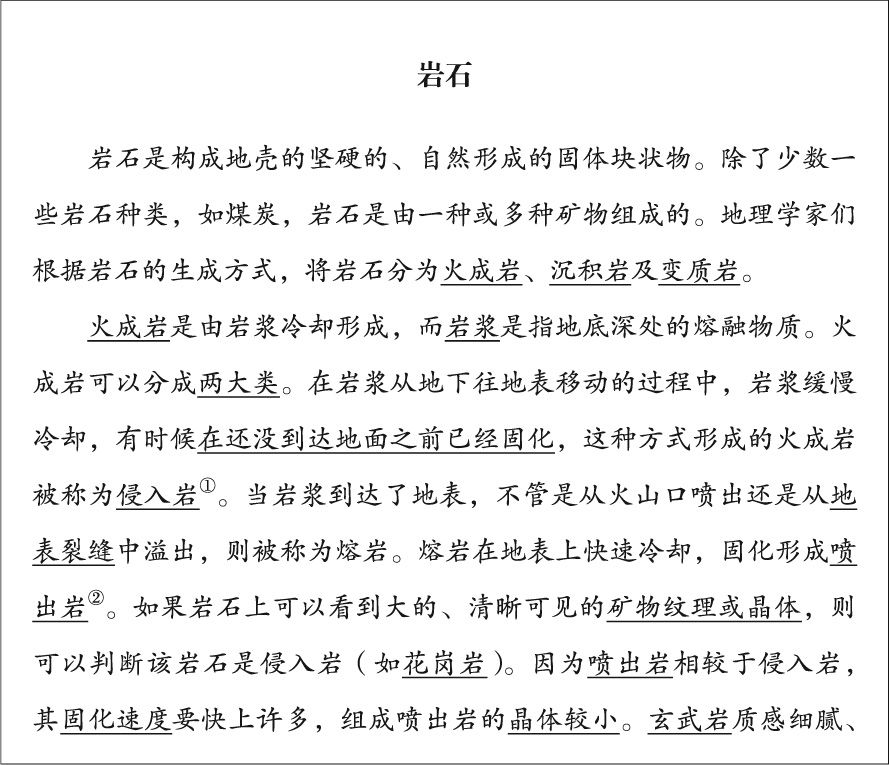 岩石
岩石是构成地壳的坚硬的、自然形成的固体块状物。除了少数一
些岩石种类，如煤炭，岩石是由一种或多种矿物组成的。地理学家们
根据岩石的生成方式，将岩石分为火成岩、沉积岩及变质岩。
火成岩是由岩浆冷却形成，而岩浆是指地底深处的熔融物质。火
成岩可以分成两大类。在岩浆从地下往地表移动的过程中，岩浆缓慢
冷却，有时候在还没到达地面之前已经固化，这种方式形成的火成岩
被称为侵入岩①。当岩浆到达了地表，不管是从火山口喷出还是从地
表裂缝中溢出，则被称为熔岩。熔岩在地表上快速冷却，固化形成喷
出岩②。如果岩石上可以看到大的、清晰可见的矿物纹理或晶体，则
可以判断该岩石是侵入岩（如花岗岩）。因为喷出岩相较于侵入岩，
其固化速度要快上许多，组成喷出岩的晶体较小。玄武岩质感细腻、